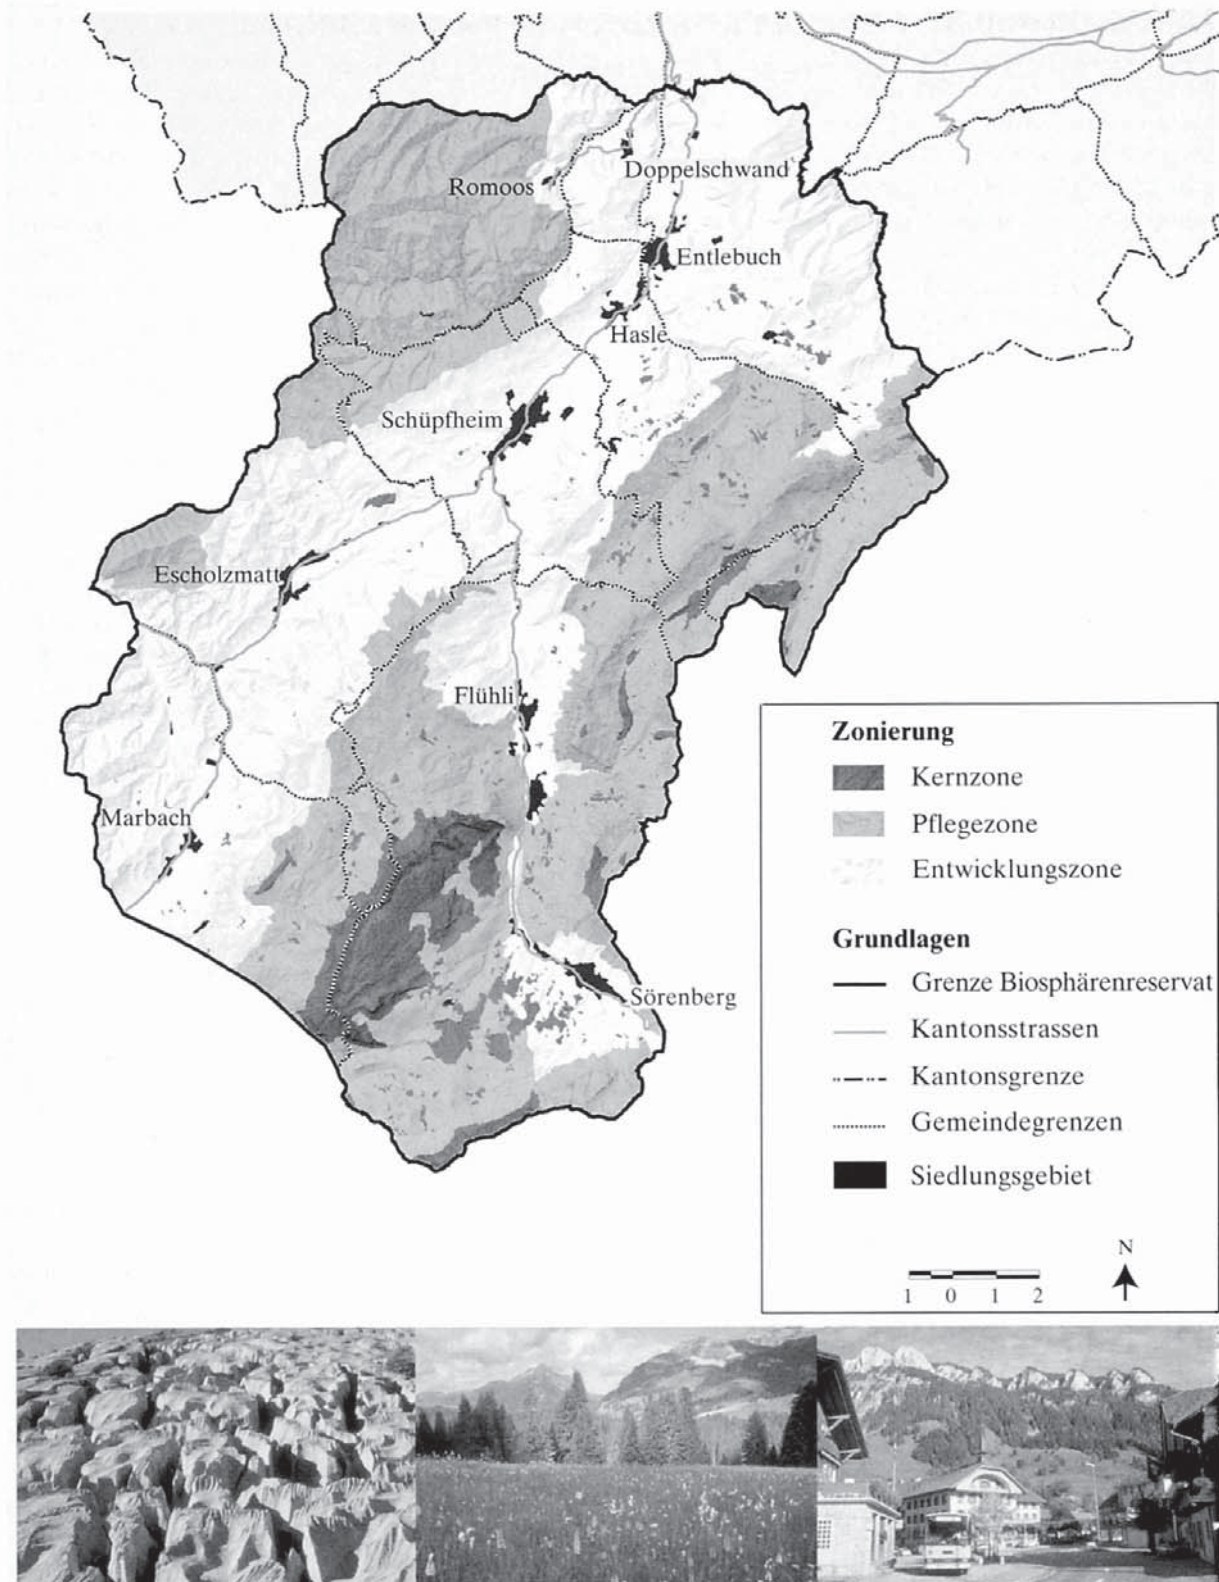 Romoos
Doppelschwand
Entlebuch
Hasle
Schüpfheim
Escholzmatt
Flühli
Marbach
Sörenberg
Zonierung
Kernzone
Pflegezone
Entwicklungszone
Grundlagen
Grenze Biosphärenreservat
Kantonsstrassen
Kantonsgrenze
Gemeindegrenzen
Siedlungsgebiet
N
1 0 1 2